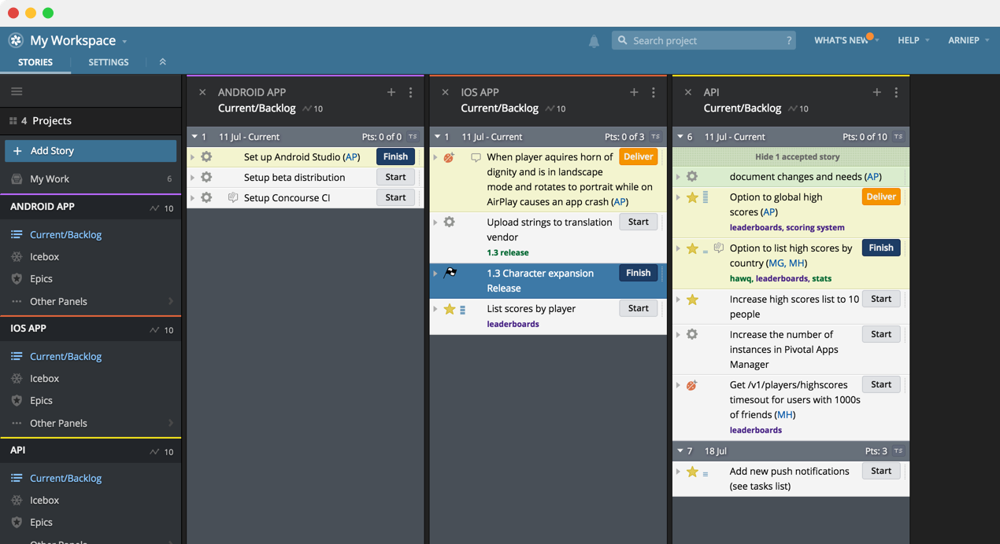 My Workspace
Search project ?
WHAT'S NEW
HELP
ARNIEP
STORIES
SETTINGS
4 Projects
Add Story
My Work 6
ANDROID APP 10
Current/Backlog
Icebox
Epics
Other Panels
IOS APP 10
Current/Backlog
Icebox
Epics
Other Panels
API 10
Current/Backlog
Icebox
Epics
Other Panels
ANDROID APP
Current/Backlog 10
1 11 Jul - Current Pts: 0 of 0 TS
Set up Android Studio (AP) Finish
Setup beta distribution Start
Setup Concourse CI Start
IOS APP
Current/Backlog 10
1 11 Jul - Current Pts: 0 of 3 TS
When player aquires horn of Deliver
dignity and is in landscape
mode and rotates to portrait while on
AirPlay causes an app crash (AP)
Upload strings to translation Start
vendor
1.3 release
1.3 Character expansion Finish
Release
List scores by player Start
leaderboards
API
Current/Backlog 10
6 11 Jul - Current Pts: 0 of 10 TS
Hide 1 accepted story
document changes and needs (AP)
Option to global high Deliver
scores (AP)
leaderboards, scoring system
Option to list high scores by Finish
country (MG, MH)
hawq, leaderboards, stats
Increase high scores list to 10 Start
people
Increase the number of Start
instances in Pivotal Apps
Manager
Get /v1/players/highscores Start
timesout for users with 1000s
of friends (MH)
leaderboards
7 18 Jul Pts: 3 TS
Add new push notifications Start
(see tasks list)